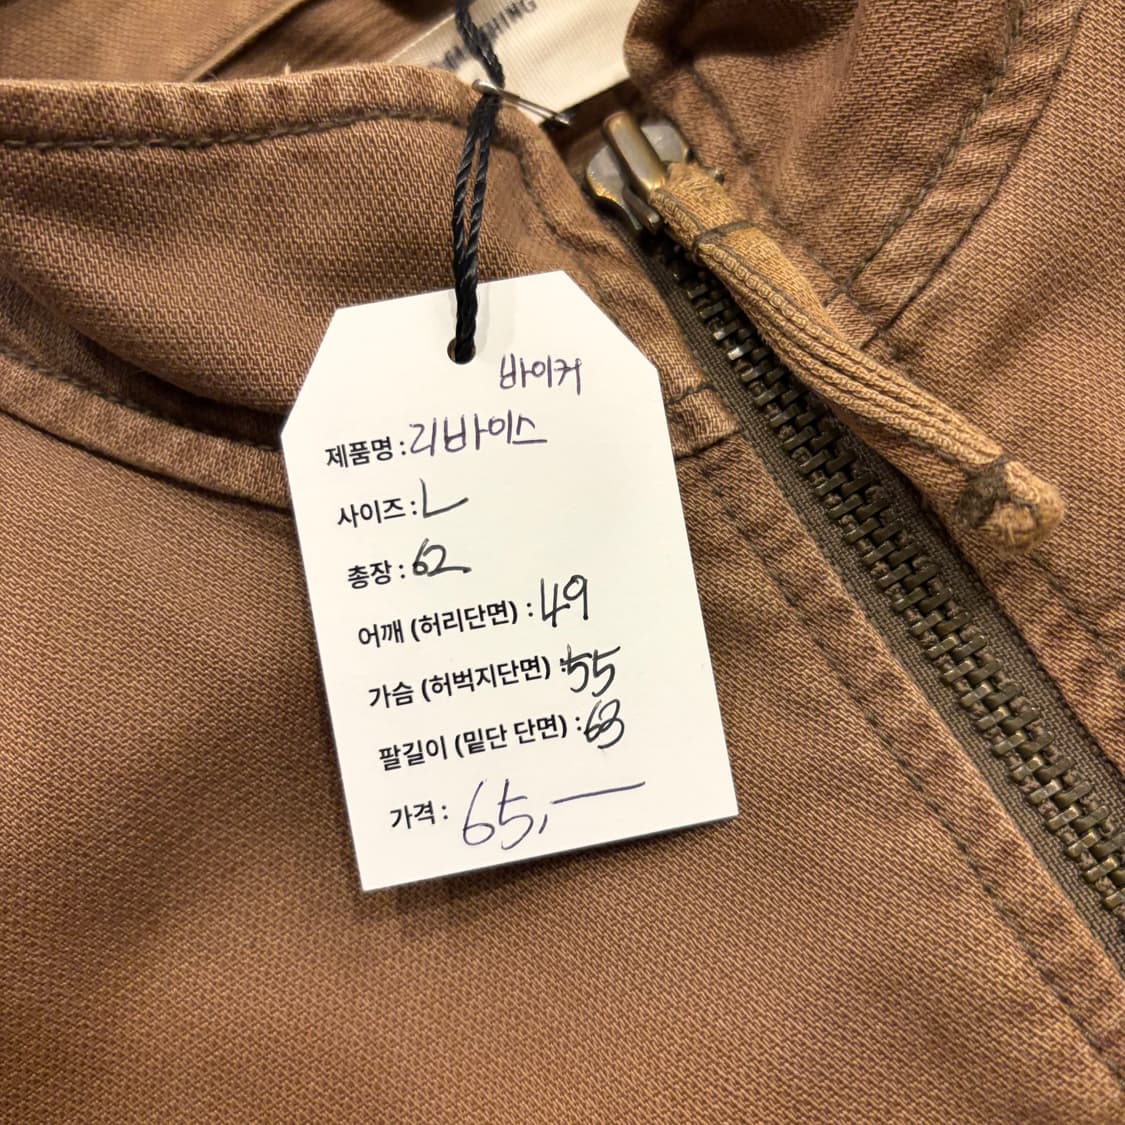 바이커
제품명 : 리바이스
사이즈 : L
총장 : 62
어깨 (허리단면) : 49
가슴 (허벅지단면) : 55
팔길이 (밑단 단면) : 63
가격 : 65,—